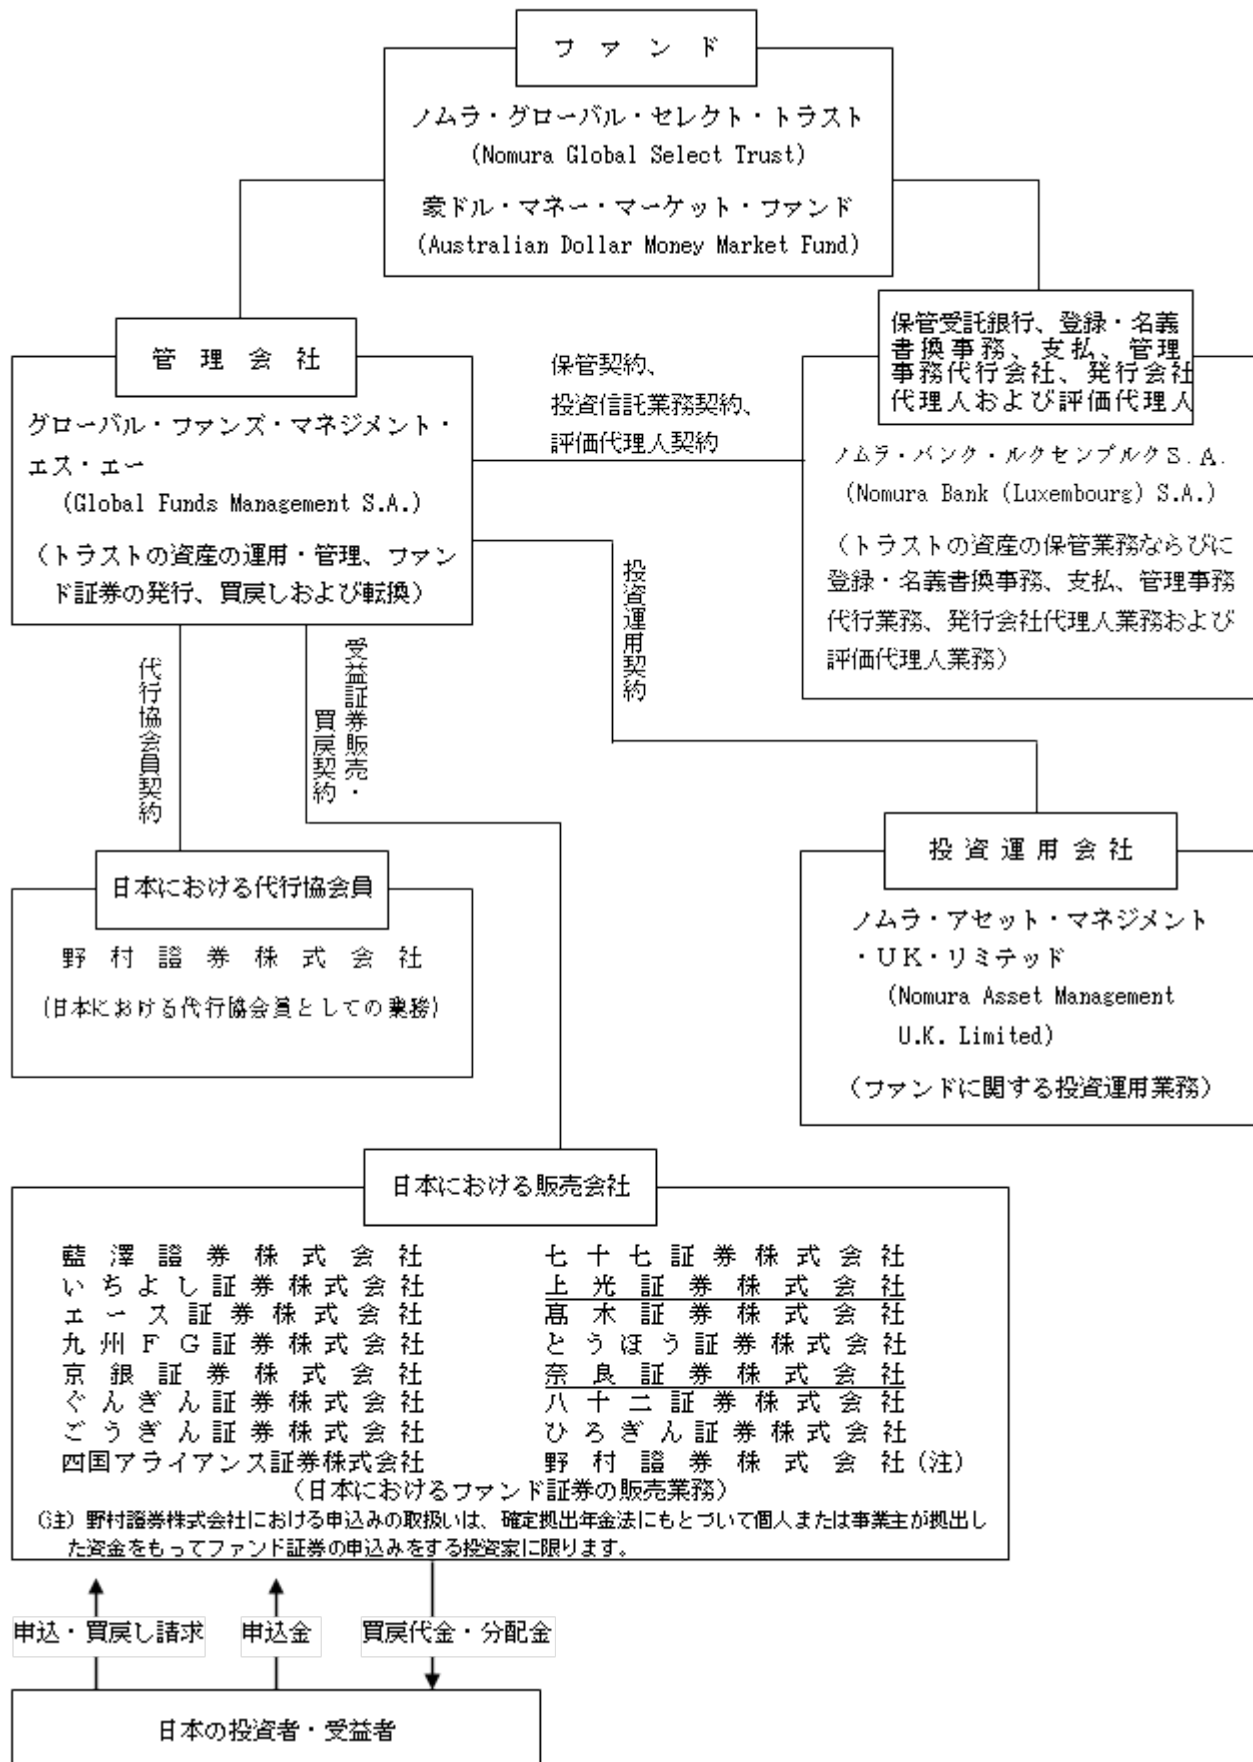 ファンド
ノムラ・グローバル・セレクト・トラスト
(Nomura Global Select Trust)
豪ドル・マネー・マーケット・ファンド
(Australian Dollar Money Market Fund)
管理会社
グローバル・ファンズ・マネジメント・
エス・エー
(Global Funds Management S.A.)
(トラストの資産の運用・管理、ファン
ド証券の発行、買戻しおよび転換)
保管契約、
投資信託業務契約、
評価代理人契約
保管受託銀行、登録・名義
書換事務、支払、管理
事務代行会社、発行会社
代理人および評価代理人
ノムラ・バンク・ルクセンブルクS.A.
(Nomura Bank (Luxembourg) S.A.)
(トラストの資産の保管業務ならびに
登録・名義書換事務、支払、管理事務
代行業務、発行会社代理人業務および
評価代理人業務)
代行協会員契約
受益証券販売・
買戻契約
投資運用契約
日本における代行協会員
野村證券株式会社
(日本における代行協会員としての業務)
投資運用会社
ノムラ・アセット・マネジメント
・UK・リミテッド
(Nomura Asset Management
U.K. Limited)
(ファンドに関する投資運用業務)
日本における販売会社
藍澤證券株式会社
いちよし証券株式会社
エース証券株式会社
九州FG証券株式会社
京銀証券株式会社
ぐんぎん証券株式会社
ごうぎん証券株式会社
四国アライアンス証券株式会社
七十七証券株式会社
上光証券株式会社
髙木証券株式会社
とうほう証券株式会社
奈良証券株式会社
八十二証券株式会社
ひろぎん証券株式会社
野村證券株式会社(注)
(日本におけるファンド証券の販売業務)
(注) 野村證券株式会社における申込みの取扱いは、確定拠出年金法にもとづいて個人または事業主が拠出し
た資金をもってファンド証券の申込みをする投資家に限ります。
申込・買戻し請求
申込金
買戻代金・分配金
日本の投資者・受益者